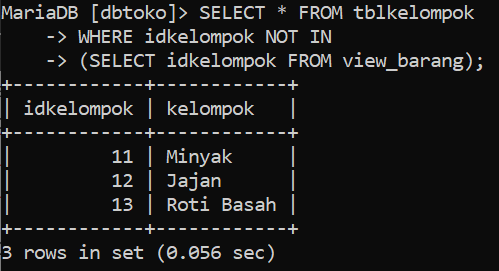 MariaDB [dbtoko]> SELECT * FROM tblkelompok
    -> WHERE idkelompok NOT IN
    -> (SELECT idkelompok FROM view_barang);
+------------+------------+
| idkelompok | kelompok   |
+------------+------------+
|         11 | Minyak     |
|         12 | Jajan      |
|         13 | Roti Basah |
+------------+------------+
3 rows in set (0.056 sec)